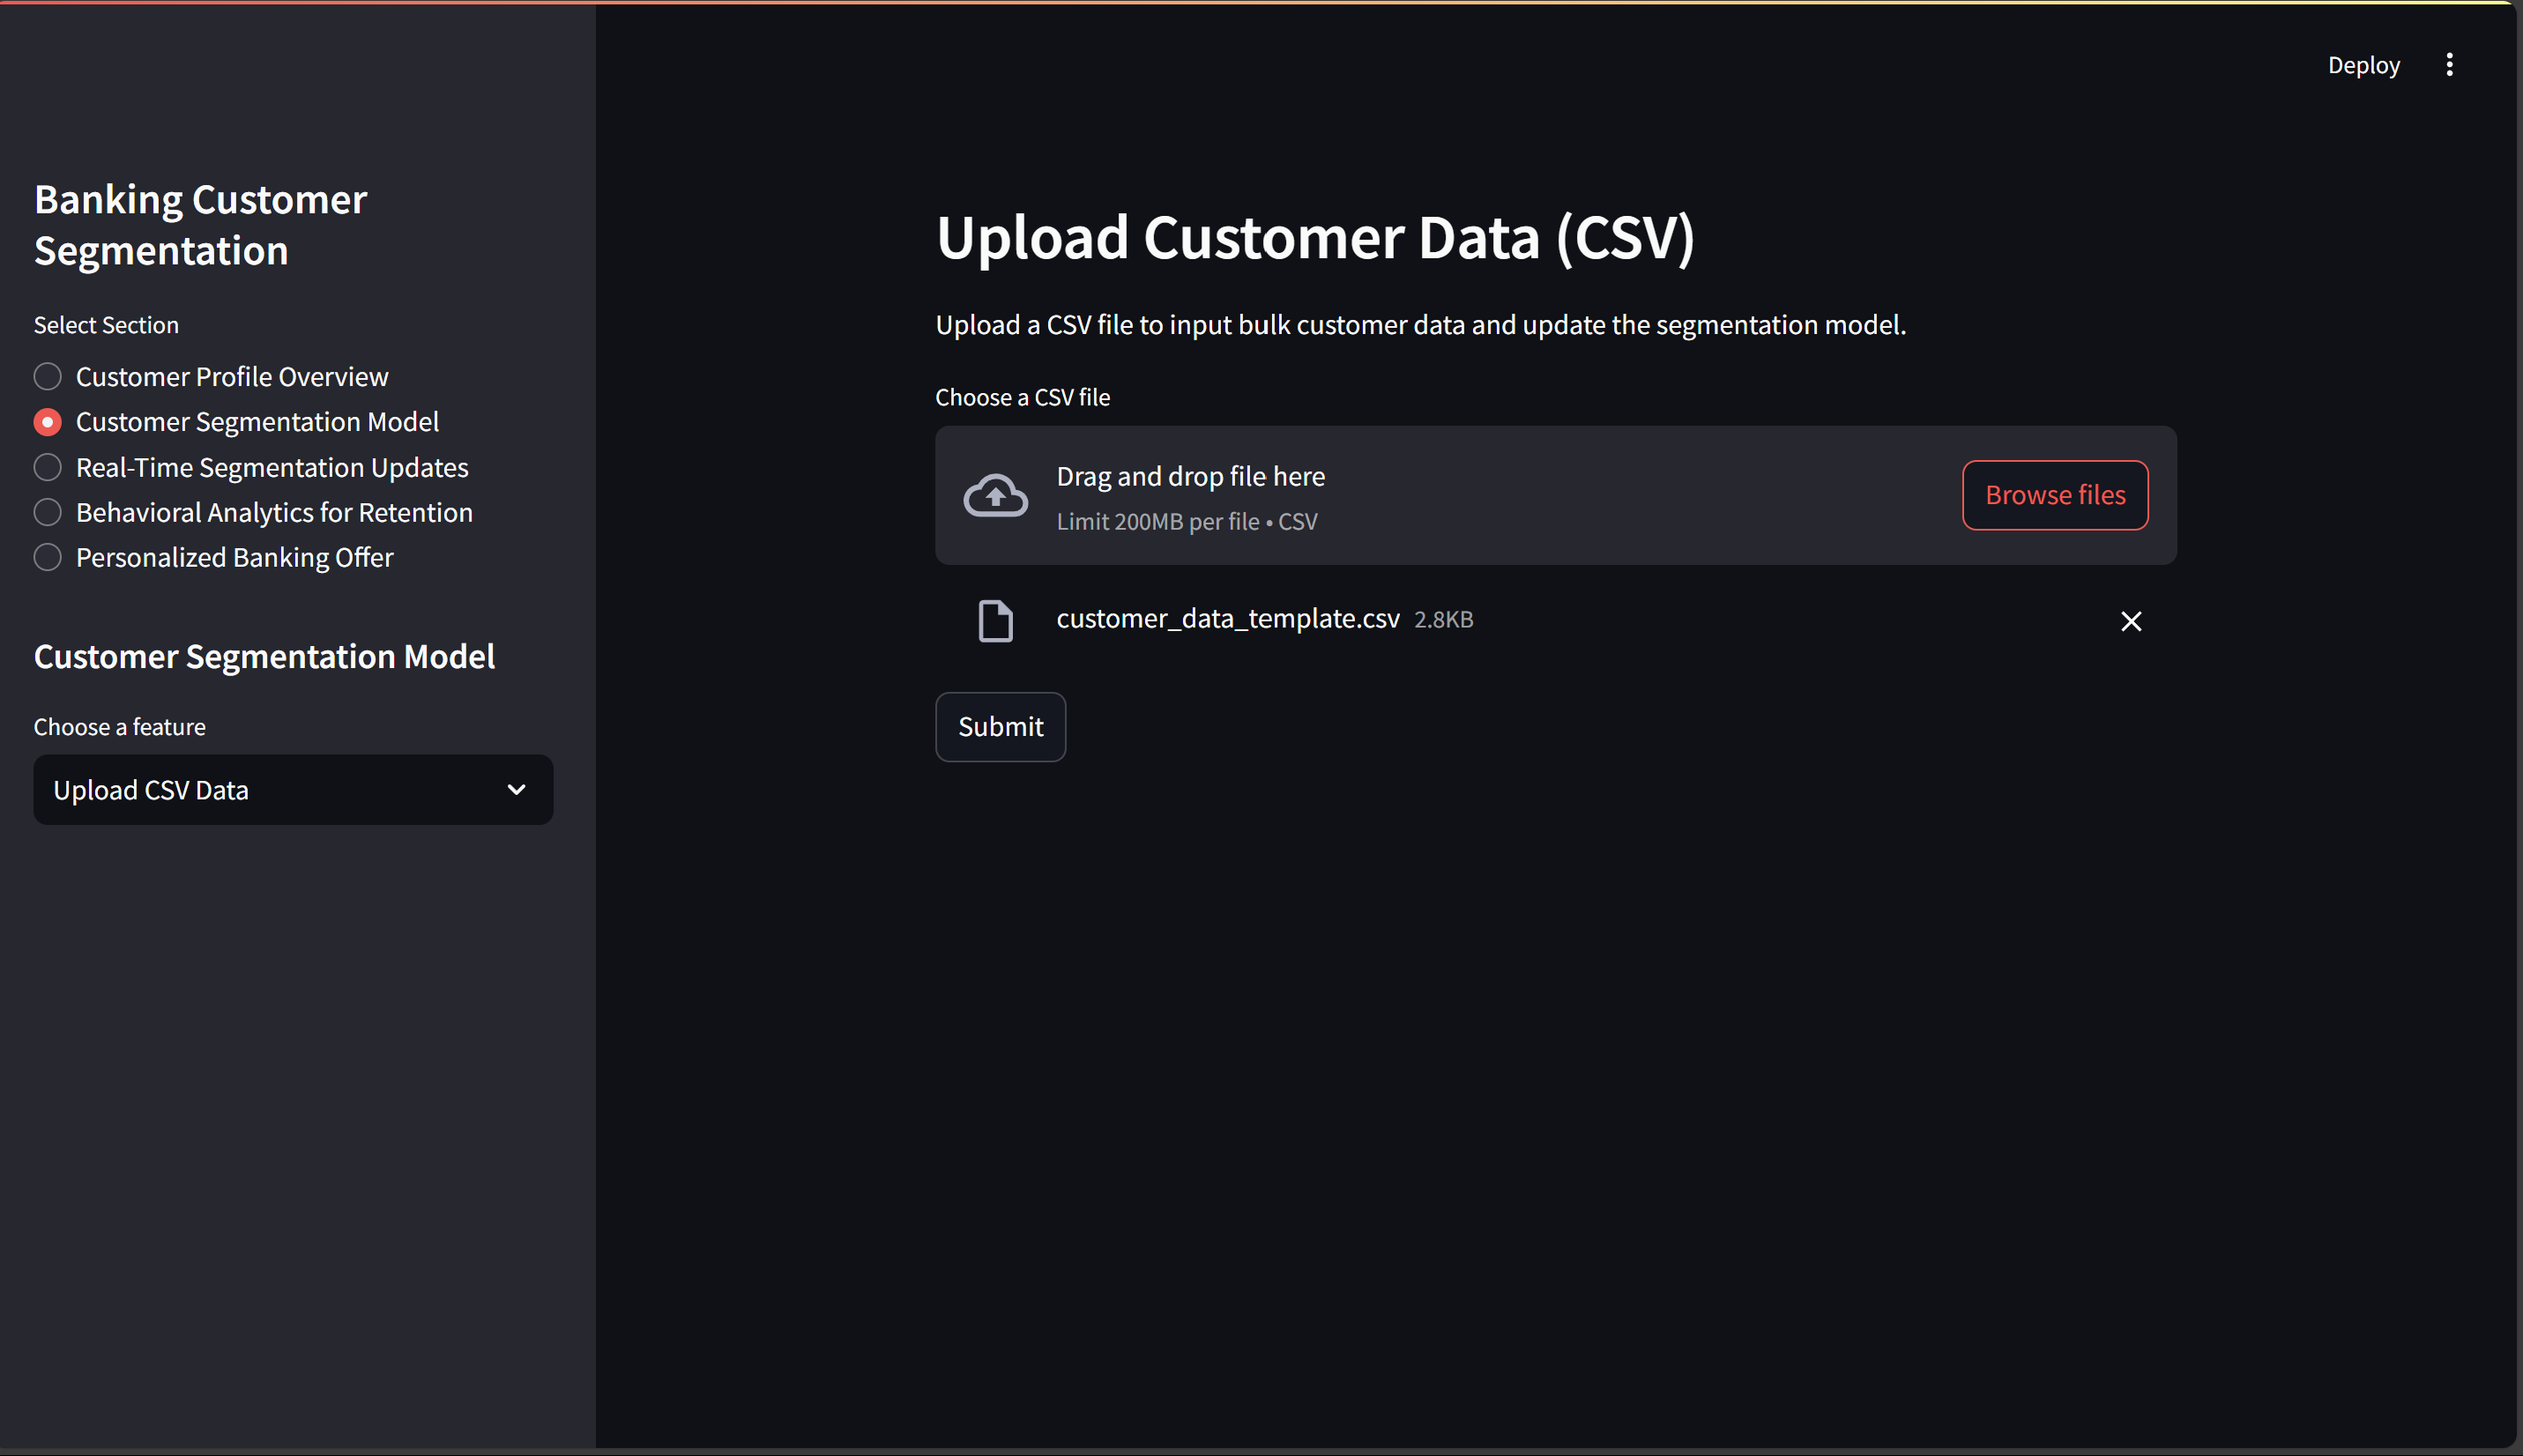 Deploy
Banking Customer
Segmentation
Select Section
Customer Profile Overview
Customer Segmentation Model
Real-Time Segmentation Updates
Behavioral Analytics for Retention
Personalized Banking Offer
Customer Segmentation Model
Choose a feature
Upload CSV Data
Upload Customer Data (CSV)
Upload a CSV file to input bulk customer data and update the segmentation model.
Choose a CSV file
Drag and drop file here
Limit 200MB per file • CSV
Browse files
customer_data_template.csv 2.8KB
Submit